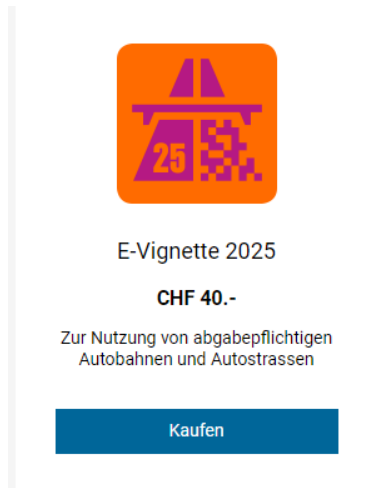 25
E-Vignette 2025
CHF 40.-
Zur Nutzung von abgabepflichtigen
Autobahnen und Autostrassen
Kaufen